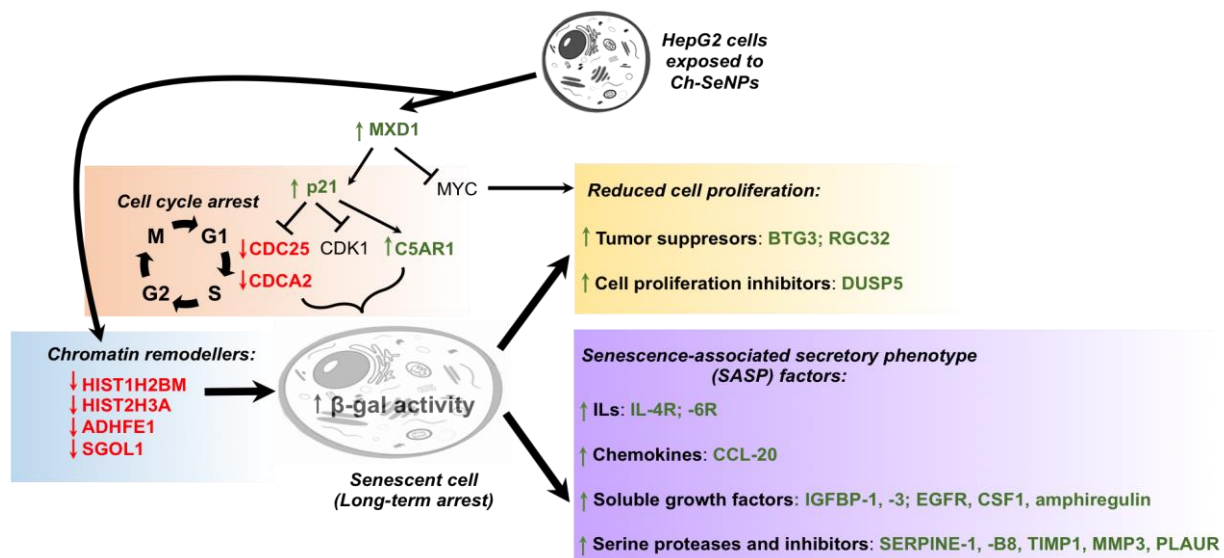 HepG2 cells
exposed to
Ch-SeNPs
↑ MXD1
↑ p21
MYC
Cell cycle arrest
M
G1
S
G2
↓CDC25
CDK1
↑C5AR1
↓CDCA2
Reduced cell proliferation:
↑ Tumor suppresors: BTG3; RGC32
↑ Cell proliferation inhibitors: DUSP5
Chromatin remodellers:
↓ HIST1H2BM
↓ HIST2H3A
↓ ADHFE1
↓ SGOL1
↑ β-gal activity
Senescent cell
(Long-term arrest)
Senescence-associated secretory phenotype
(SASP) factors:
↑ ILs: IL-4R; -6R
↑ Chemokines: CCL-20
↑ Soluble growth factors: IGFBP-1, -3; EGFR, CSF1, amphiregulin
↑ Serine proteases and inhibitors: SERPINE-1, -B8, TIMP1, MMP3, PLAUR